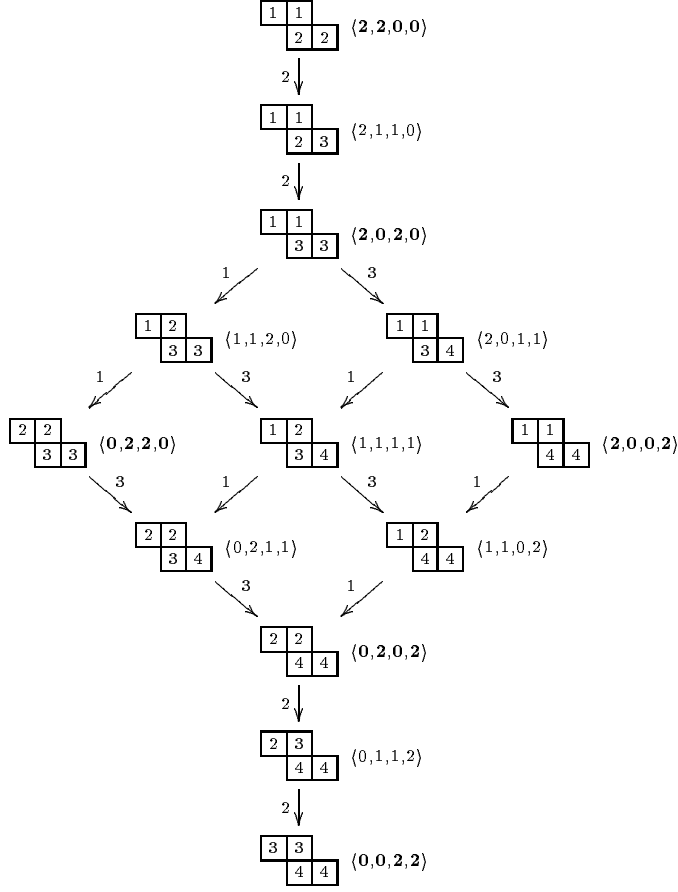 1 1 ⟨2,2,0,0⟩
2 2
2
1 1 ⟨2,1,1,0⟩
2 3
2
1 1 ⟨2,0,2,0⟩
3 3
1 3
1 2 ⟨1,1,2,0⟩ 1 1 ⟨2,0,1,1⟩
3 3 3 4
1 3 1 3
2 2 ⟨0,2,2,0⟩ 1 2 ⟨1,1,1,1⟩ 1 1 ⟨2,0,0,2⟩
3 3 3 4 4 4
3 1 3 1
2 2 ⟨0,2,1,1⟩ 1 2 ⟨1,1,0,2⟩
3 4 4 4
3 1
2 2 ⟨0,2,0,2⟩
4 4
2
2 3 ⟨0,1,1,2⟩
4 4
2
3 3 ⟨0,0,2,2⟩
4 4